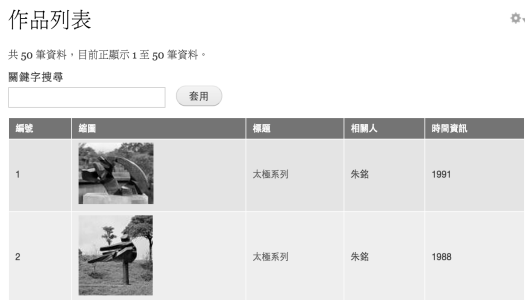 作品列表
共 50 筆資料，目前正顯示 1 至 50 筆資料。
關鍵字搜尋
套用
編號 縮圖 標題 相關人 時間資訊
1 太極系列 朱銘 1991
2 太極系列 朱銘 1988